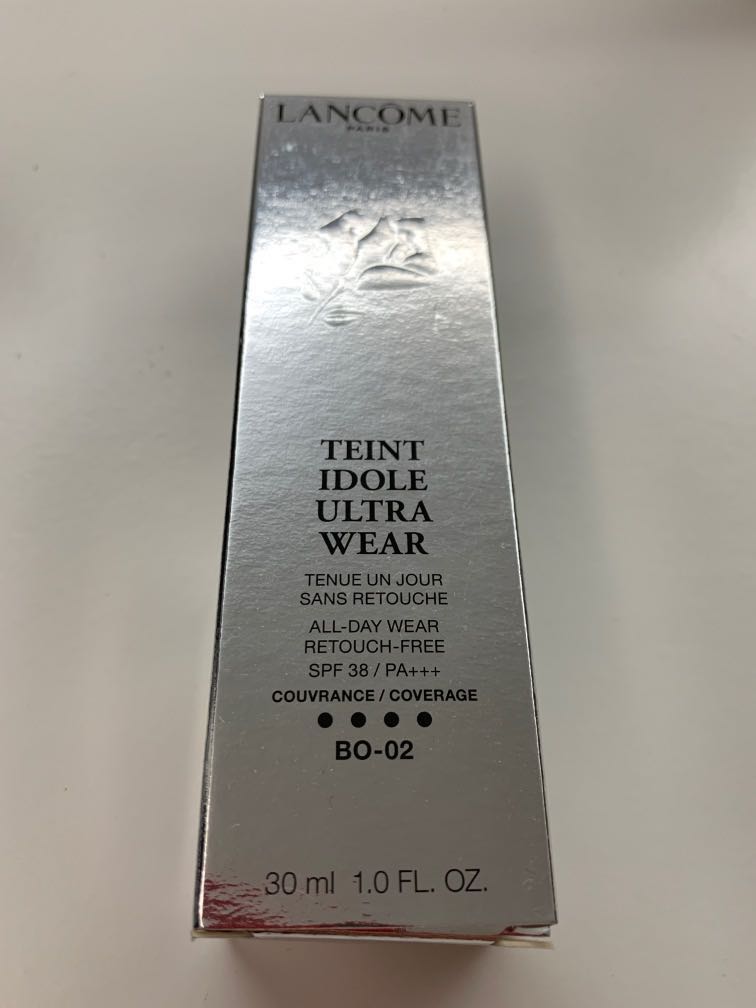 LANCÔME
PARIS
TEINT
IDOLE
ULTRA
WEAR
TENUE UN JOUR
SANS RETOUCHE
ALL-DAY WEAR
RETOUCH-FREE
SPF 38 / PA+++
COUVRANCE / COVERAGE
BO-02
30 ml 1.0 FL. OZ.